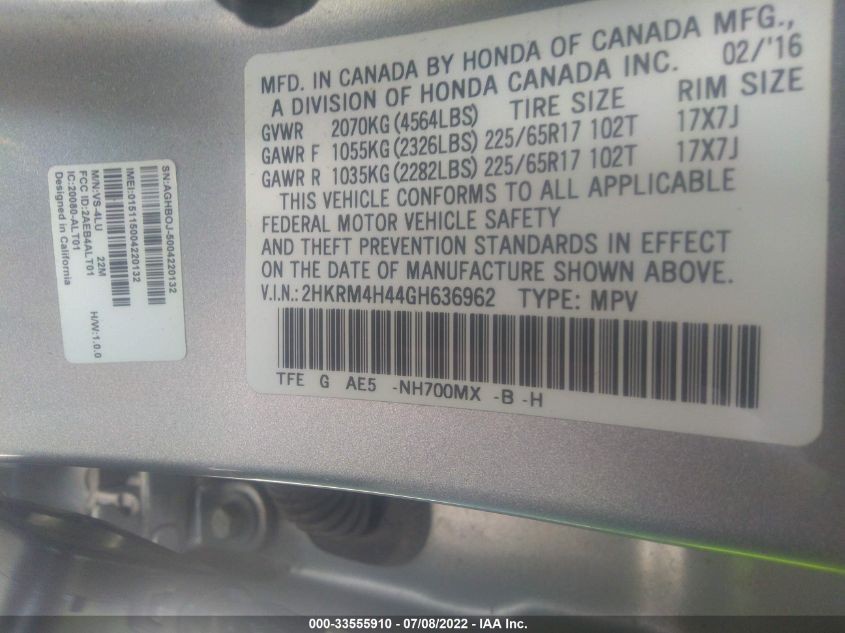 MFD. IN CANADA BY HONDA OF CANADA MFG.,
A DIVISION OF HONDA CANADA INC. 02/'16
GVWR 2070KG(4564LBS) TIRE SIZE RIM SIZE
GAWR F 1055KG(2326LBS) 225/65R17 102T 17X7J
GAWR R 1035KG(2282LBS) 225/65R17 102T 17X7J
THIS VEHICLE CONFORMS TO ALL APPLICABLE
FEDERAL MOTOR VEHICLE SAFETY
AND THEFT PREVENTION STANDARDS IN EFFECT
ON THE DATE OF MANUFACTURE SHOWN ABOVE.
V.I.N.: 2HKRM4H44GH636962 TYPE: MPV
TFE G AE5 -NH700MX -B -H
SN:AGHBOJ-5004220132
IMEI:015115004220132
M/N:VS-4LU 22M H/W:1.0.0
FCC ID:2AEB4ALT01
IC:20080-ALT01
Designed in California
000-33555910 - 07/08/2022 - IAA Inc.